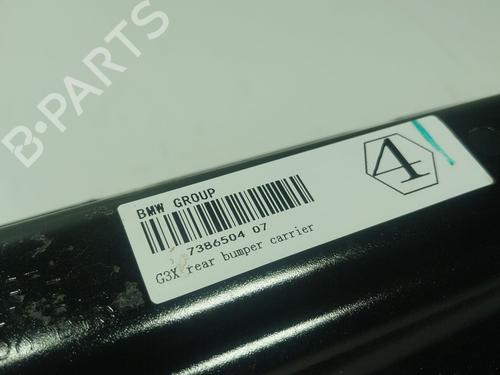 B-PARTS
BMW GROUP
4
7386504 07
G3X rear bumper carrier